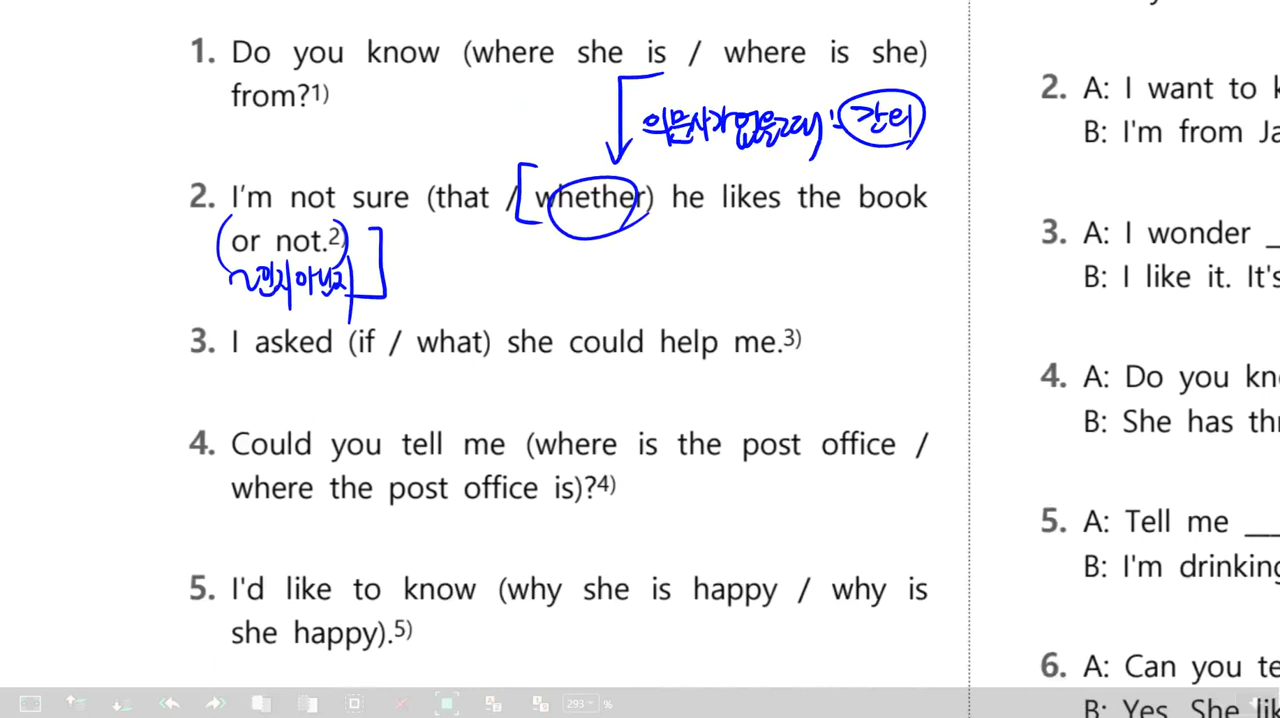 1. Do you know (where she is / where is she)
from?1)
의문사가 없을 때 : 간의
2. I'm not sure (that / whether) he likes the book
or not.2)
~인지 아닌지
3. I asked (if / what) she could help me.3)
4. Could you tell me (where is the post office /
where the post office is)?4)
5. I'd like to know (why she is happy / why is
she happy).5)
2. A: I want to k
B: I'm from Ja
3. A: I wonder _
B: I like it. It's
4. A: Do you kn
B: She has thr
5. A: Tell me __
B: I'm drinking
6. A: Can you te
B: Yes. She lik
293 %